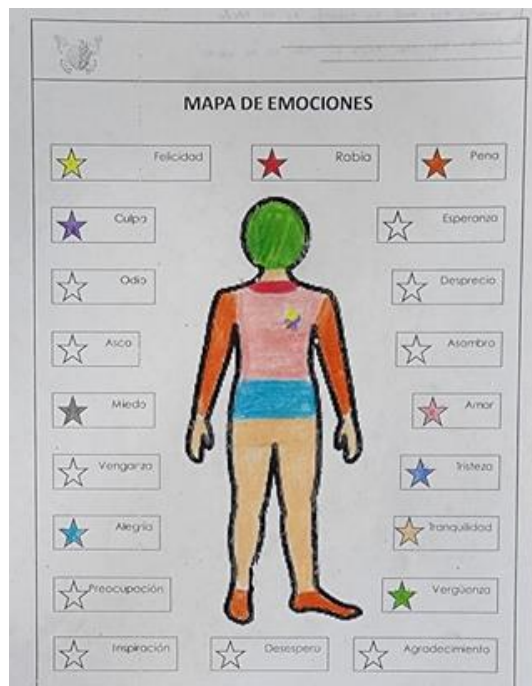 MAPA DE EMOCIONES
Felicidad
Rabia
Pena
Culpa
Esperanza
Odio
Desprecio
Asco
Asombro
Miedo
Amor
Venganza
Tristeza
Alegría
Tranquilidad
Preocupación
Vergüenza
Inspiración
Desespero
Agradecimiento